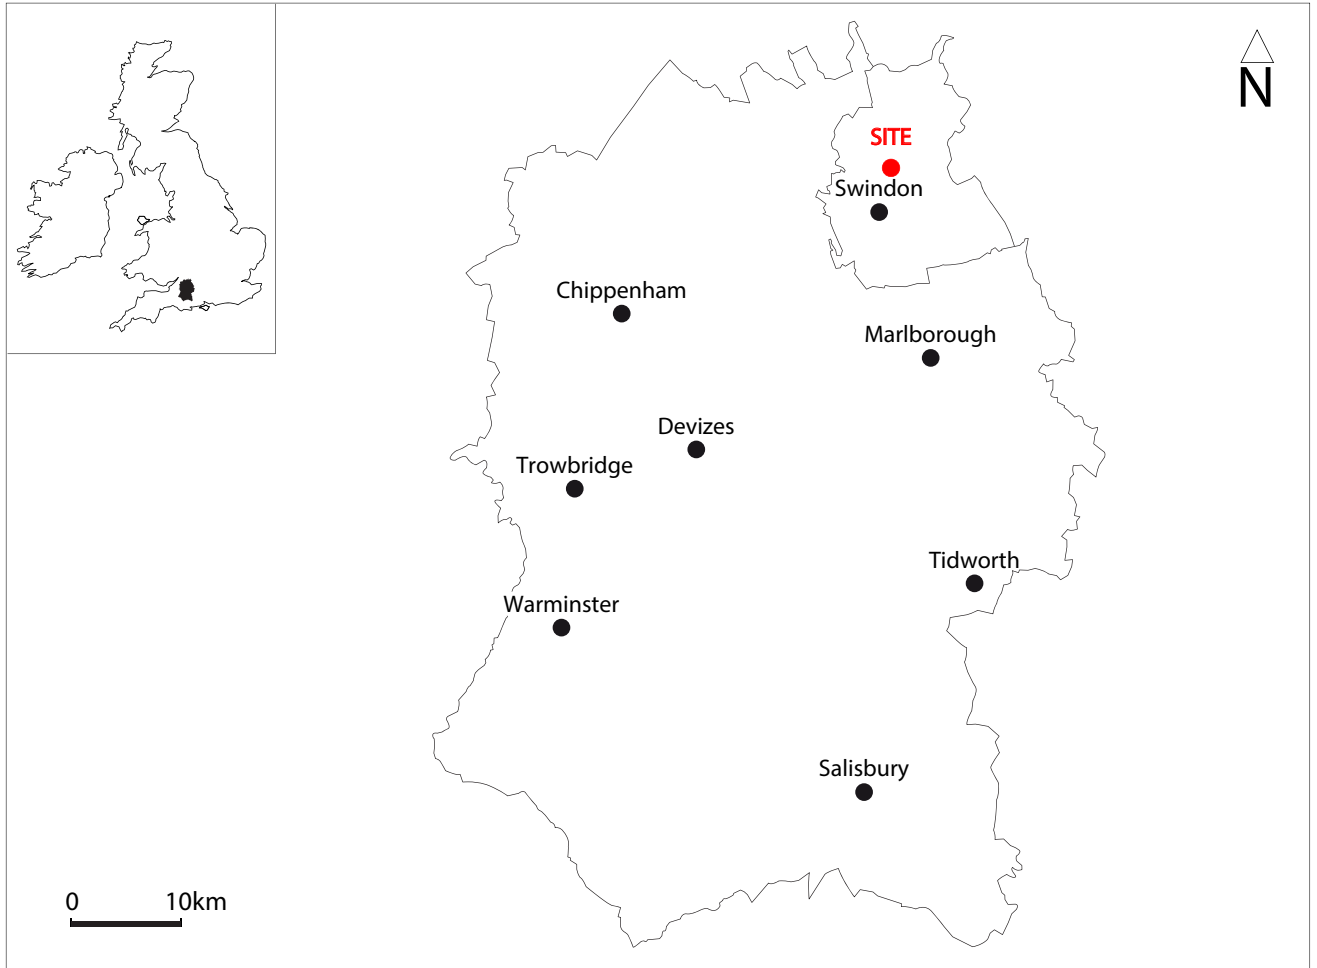 N
SITE
Swindon
Chippenham
Marlborough
Devizes
Trowbridge
Tidworth
Warminster
Salisbury
0 10km